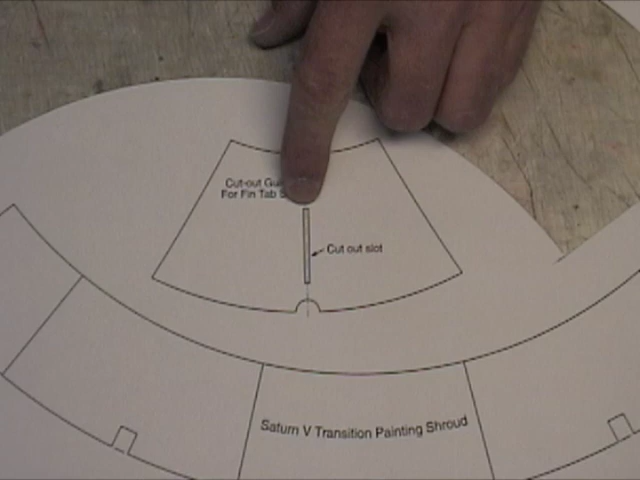 Cut-out
For Fin Tab
Cut out slot
Saturn V Transition Painting Shroud